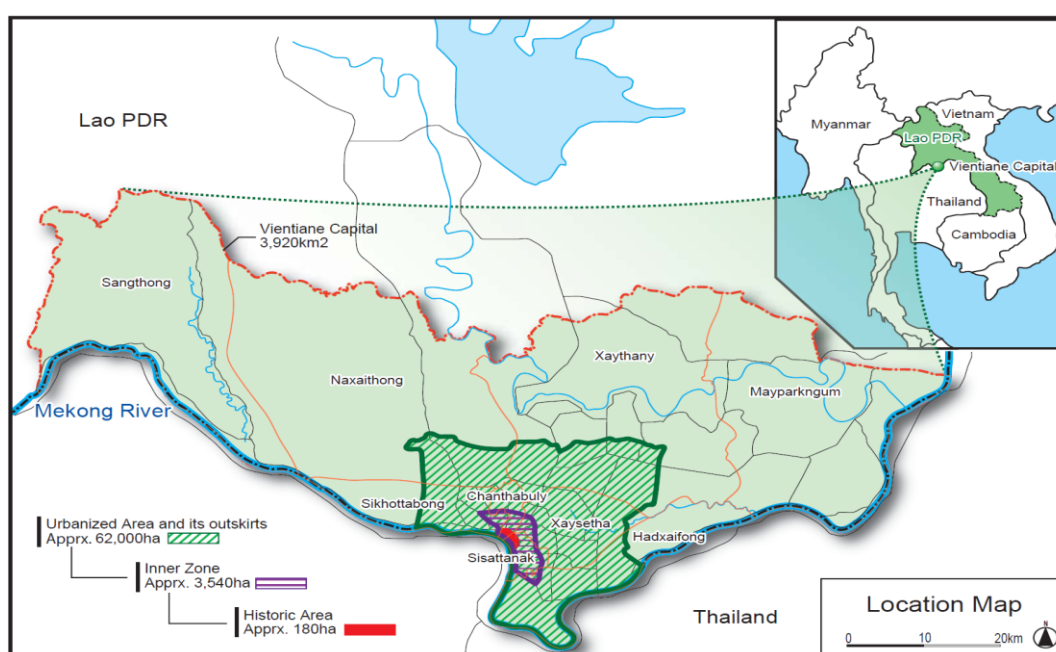 Lao PDR
Myanmar
Vietnam
Lao PDR
Vientiane Capital
Thailand
Cambodia
Vientiane Capital
3,920km2
Sangthong
Naxaithong
Xaythany
Mayparkngum
Mekong River
Sikhottabong
Chanthabuly
Xaysetha
Hadxaifong
Sisattanak
Urbanized Area and its outskirts
Apprx. 62,000ha
Inner Zone
Apprx. 3,540ha
Historic Area
Apprx. 180ha
Thailand
Location Map
0 10 20km
N